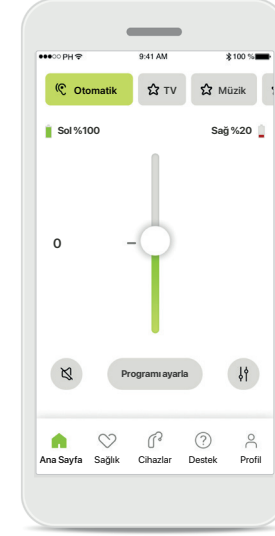 PH 9:41 AM 100 %
Otomatik TV Müzik
Sol %100 Sağ %20
0
Programı ayarla
Ana Sayfa Sağlık Cihazlar Destek Profil